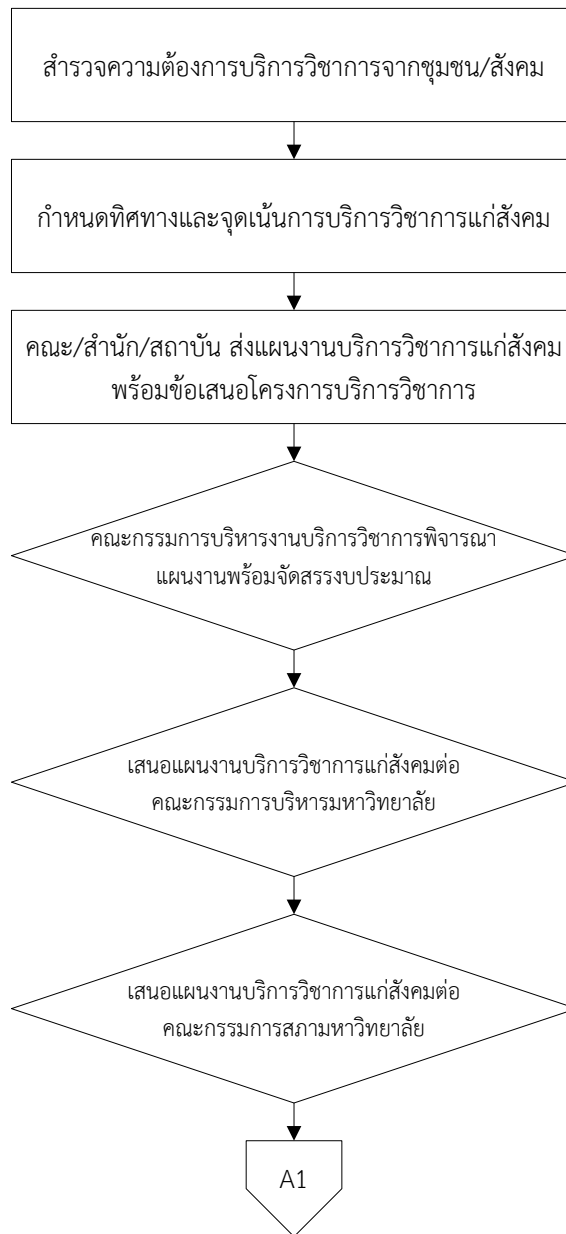 สำรวจความต้องการบริการวิชาการจากชุมชน/สังคม
กำหนดทิศทางและจุดเน้นการบริการวิชาการแก่สังคม
คณะ/สำนัก/สถาบัน ส่งแผนงานบริการวิชาการแก่สังคม
พร้อมข้อเสนอโครงการบริการวิชาการ
คณะกรรมการบริหารงานบริการวิชาการพิจารณา
แผนงานพร้อมจัดสรรงบประมาณ
เสนอแผนงานบริการวิชาการแก่สังคมต่อ
คณะกรรมการบริหารมหาวิทยาลัย
เสนอแผนงานบริการวิชาการแก่สังคมต่อ
คณะกรรมการสภามหาวิทยาลัย
A1